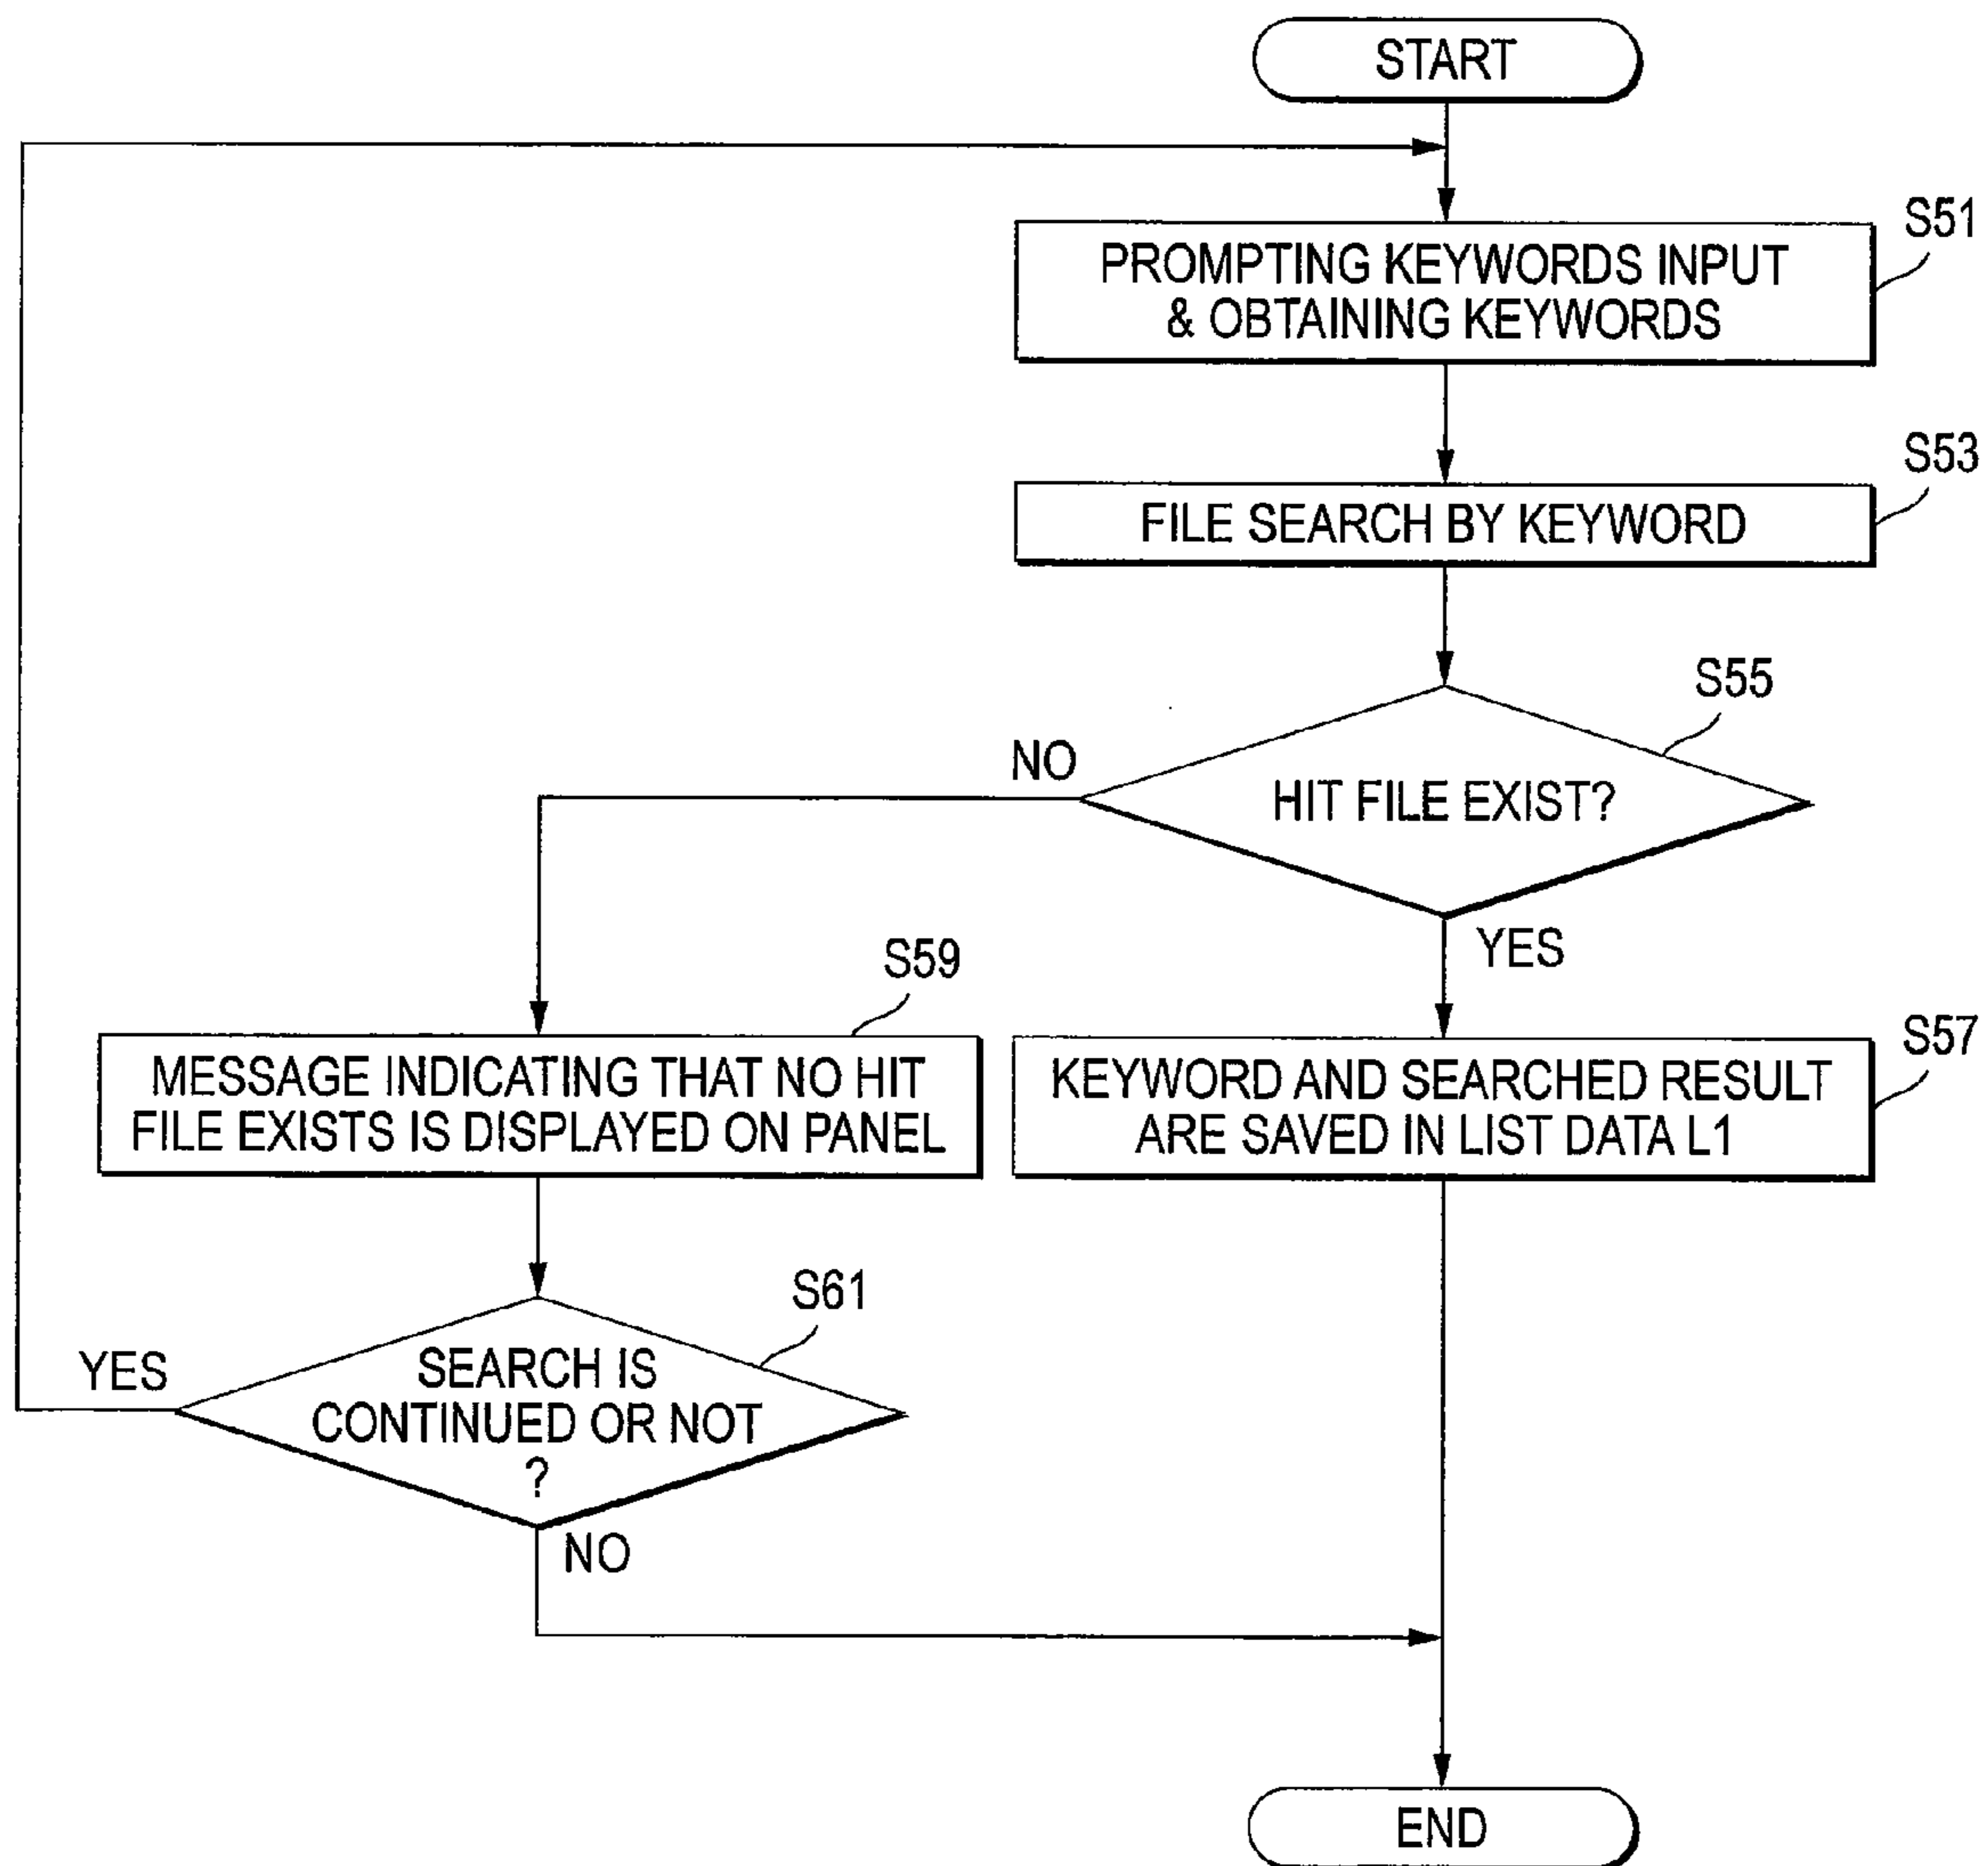 START
S51
PROMPTING KEYWORDS INPUT
& OBTAINING KEYWORDS
S53
FILE SEARCH BY KEYWORD
S55
NO
HIT FILE EXIST?
YES
S59
MESSAGE INDICATING THAT NO HIT
FILE EXISTS IS DISPLAYED ON PANEL
S57
KEYWORD AND SEARCHED RESULT
ARE SAVED IN LIST DATA L1
S61
YES
SEARCH IS
CONTINUED OR NOT
?
NO
END